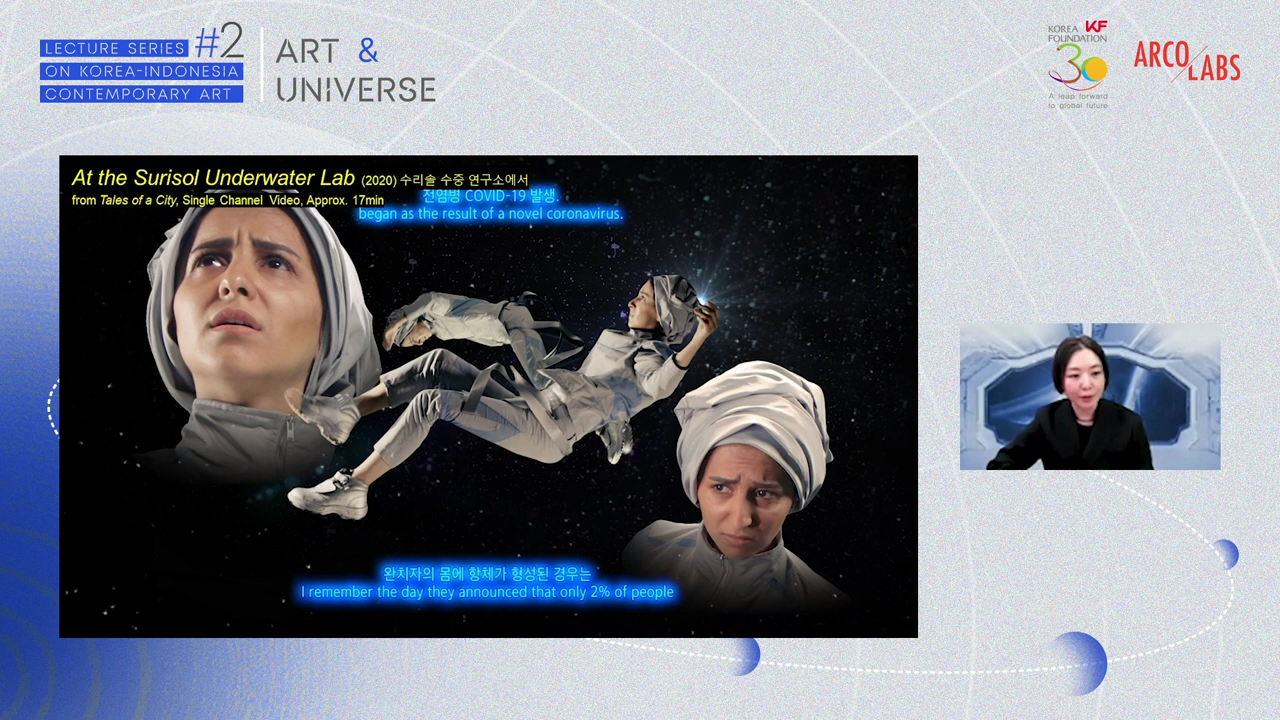 LECTURE SERIES #2
ON KOREA-INDONESIA
CONTEMPORARY ART
ART &
UNIVERSE
KOREA KF
FOUNDATION
30
A leap forward
to global future
ARCO LABS
At the Surisol Underwater Lab (2020) 수리솔 수중 연구소에서
from Tales of a City, Single Channel Video, Approx. 17min
전염병 COVID-19 발생.
began as the result of a novel coronavirus.
완치자의 몸에 항체가 형성된 경우는
I remember the day they announced that only 2% of people